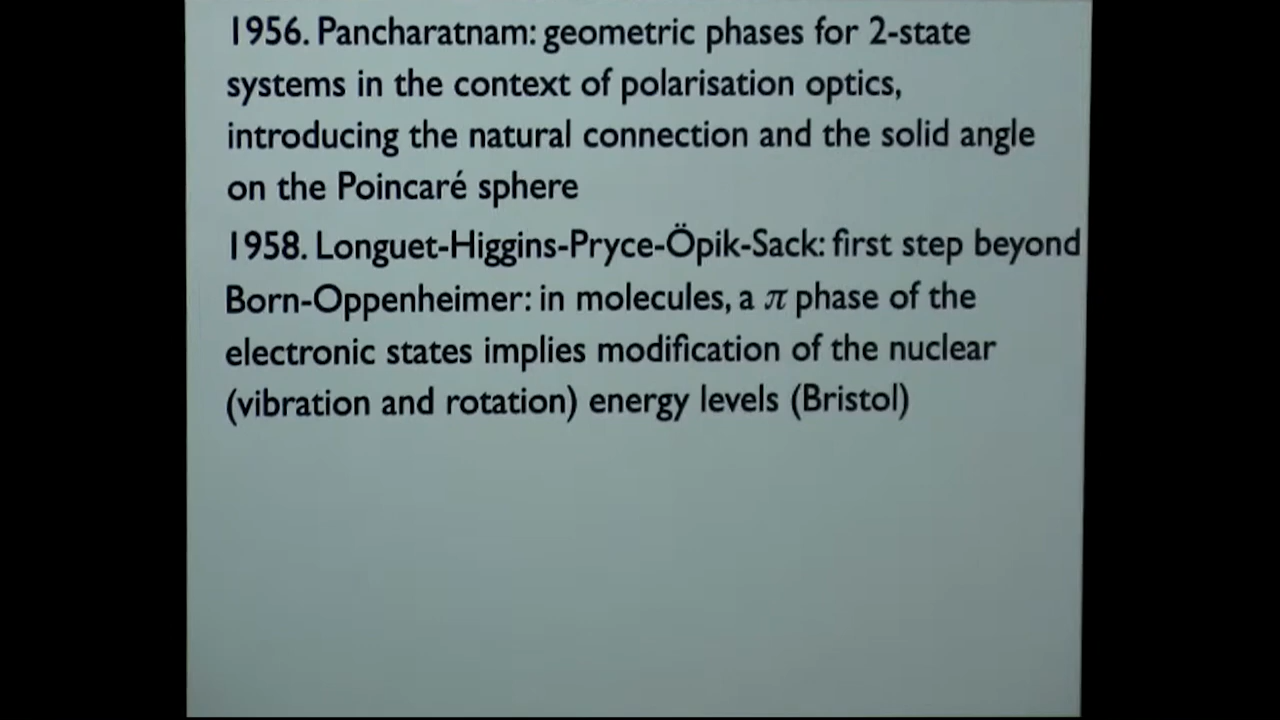 1956. Pancharatnam: geometric phases for 2-state
systems in the context of polarisation optics,
introducing the natural connection and the solid angle
on the Poincaré sphere
1958. Longuet-Higgins-Pryce-Öpik-Sack: first step beyond
Born-Oppenheimer: in molecules, a π phase of the
electronic states implies modification of the nuclear
(vibration and rotation) energy levels (Bristol)